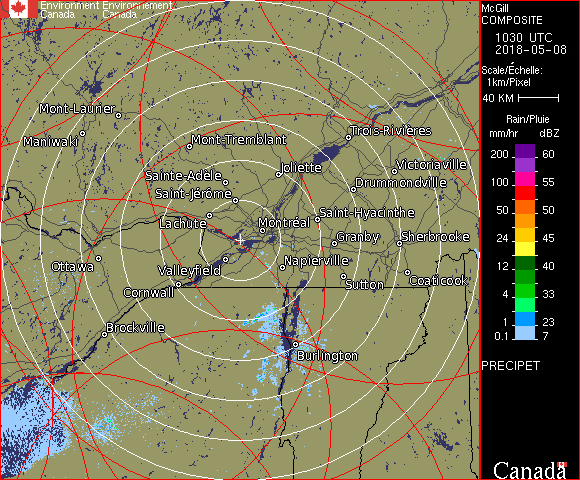 Environment Environnement
Canada Canada
McGill
COMPOSITE
1030 UTC
2018-05-08
Scale/Échelle:
1km/Pixel
40 KM
Rain/Pluie
mm/hr dBZ
200 60
100 55
50 50
24 45
12 40
4 33
1 23
0.1 7
PRECIPET
Canada
Mont-Laurier
Maniwaki
Mont-Tremblant
Trois-Rivières
Joliette
Victoriaville
Sainte-Adèle
Drummondville
Saint-Jérôme
Lachute
Saint-Hyacinthe
Montréal
Granby
Sherbrooke
Ottawa
Valleyfield
Napierville
Sutton
Coaticook
Cornwall
Brockville
Burlington